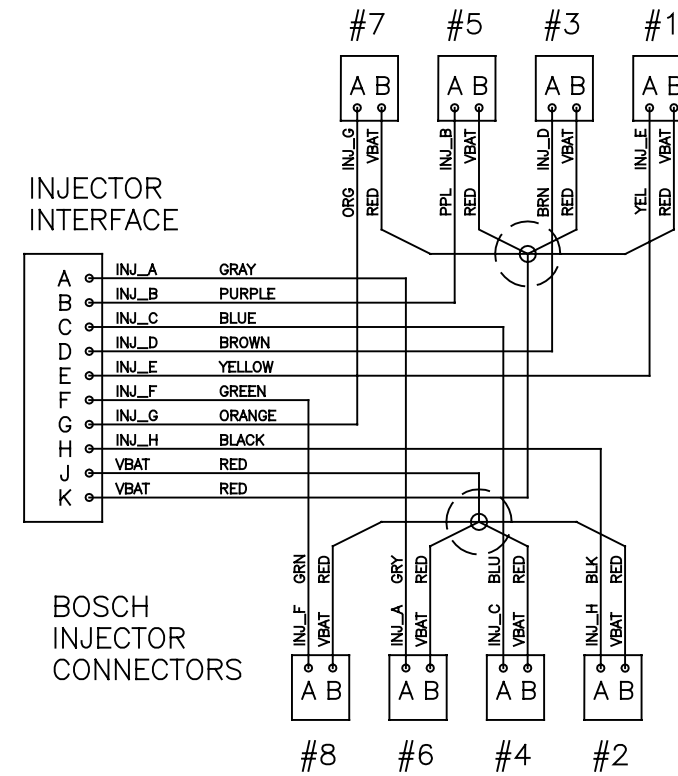 #7 #5 #3 #1
A B A B A B A B
INJ_G VBAT INJ_B VBAT INJ_D VBAT INJ_E VBAT
ORG RED PPL RED BRN RED YEL RED
INJECTOR
INTERFACE
A INJ_A GRAY
B INJ_B PURPLE
C INJ_C BLUE
D INJ_D BROWN
E INJ_E YELLOW
F INJ_F GREEN
G INJ_G ORANGE
H INJ_H BLACK
J VBAT RED
K VBAT RED
GRN RED GRY RED BLU RED BLK RED
INJ_F VBAT INJ_A VBAT INJ_C VBAT INJ_H VBAT
BOSCH
INJECTOR
CONNECTORS
A B A B A B A B
#8 #6 #4 #2